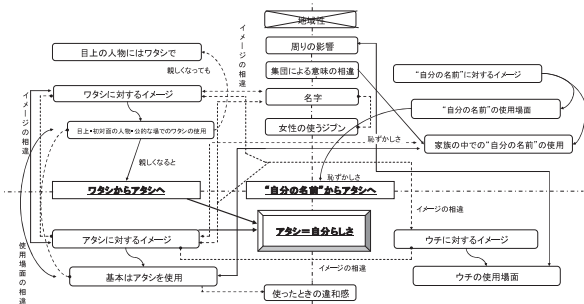 地域性
目上の人物にはワタシで
周りの影響
イメージの相違
親しくなっても
集団による意味の相違
"自分の名前"に対するイメージ
ワタシに対するイメージ
名字
"自分の名前"の使用場面
イメージの相違
目上・初対面の人物・公的な場でのワタシの使用
女性の使うジブン
恥ずかしさ
家族の中での"自分の名前"の使用
親しくなると
恥ずかしさ
ワタシからアタシへ
"自分の名前"からアタシへ
イメージの相違
アタシ=自分らしさ
アタシに対するイメージ
ウチに対するイメージ
使用場面の相違
基本はアタシを使用
イメージの相違
ウチの使用場面
使ったときの違和感